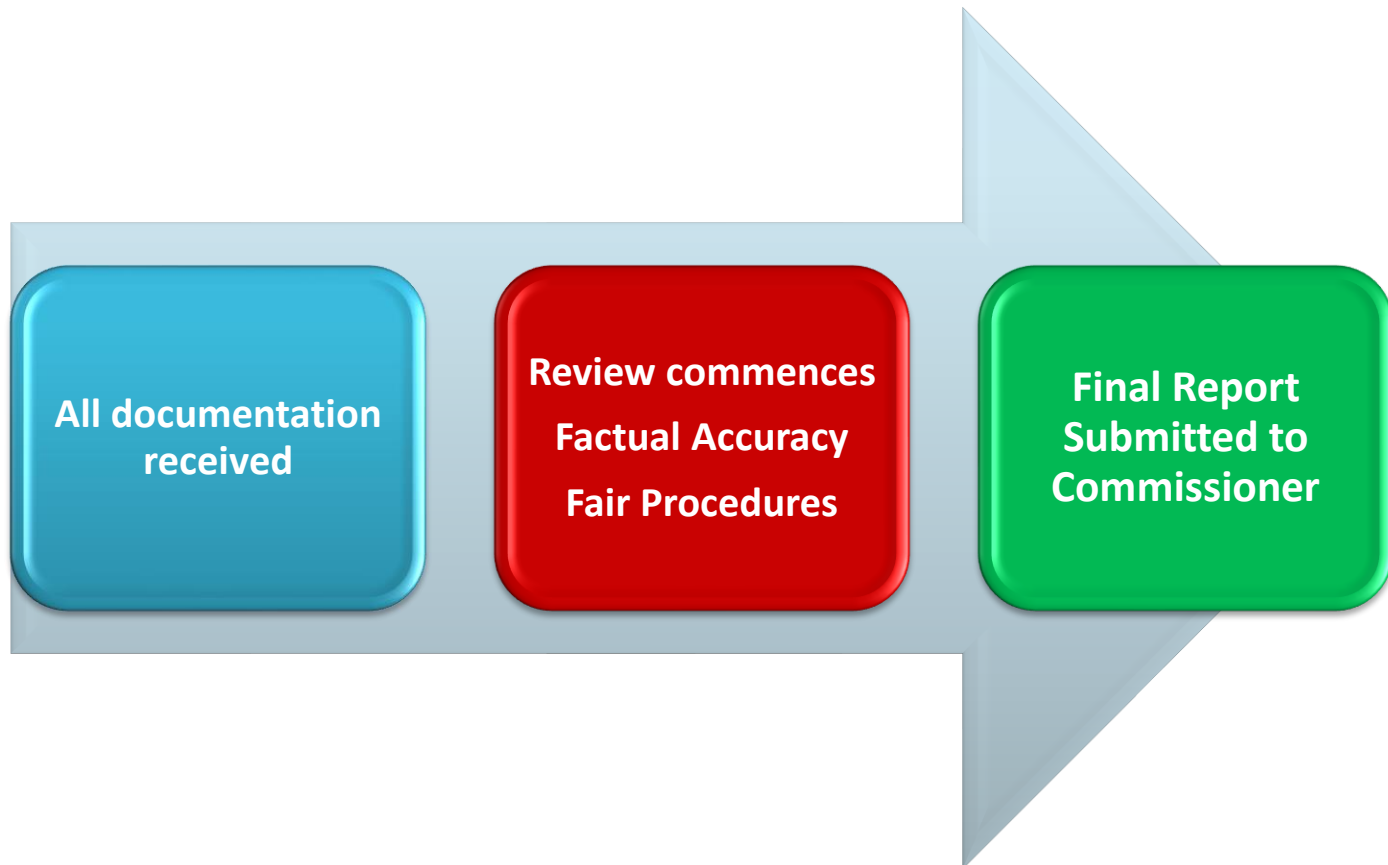 All documentation
received
Review commences
Factual Accuracy
Fair Procedures
Final Report
Submitted to
Commissioner